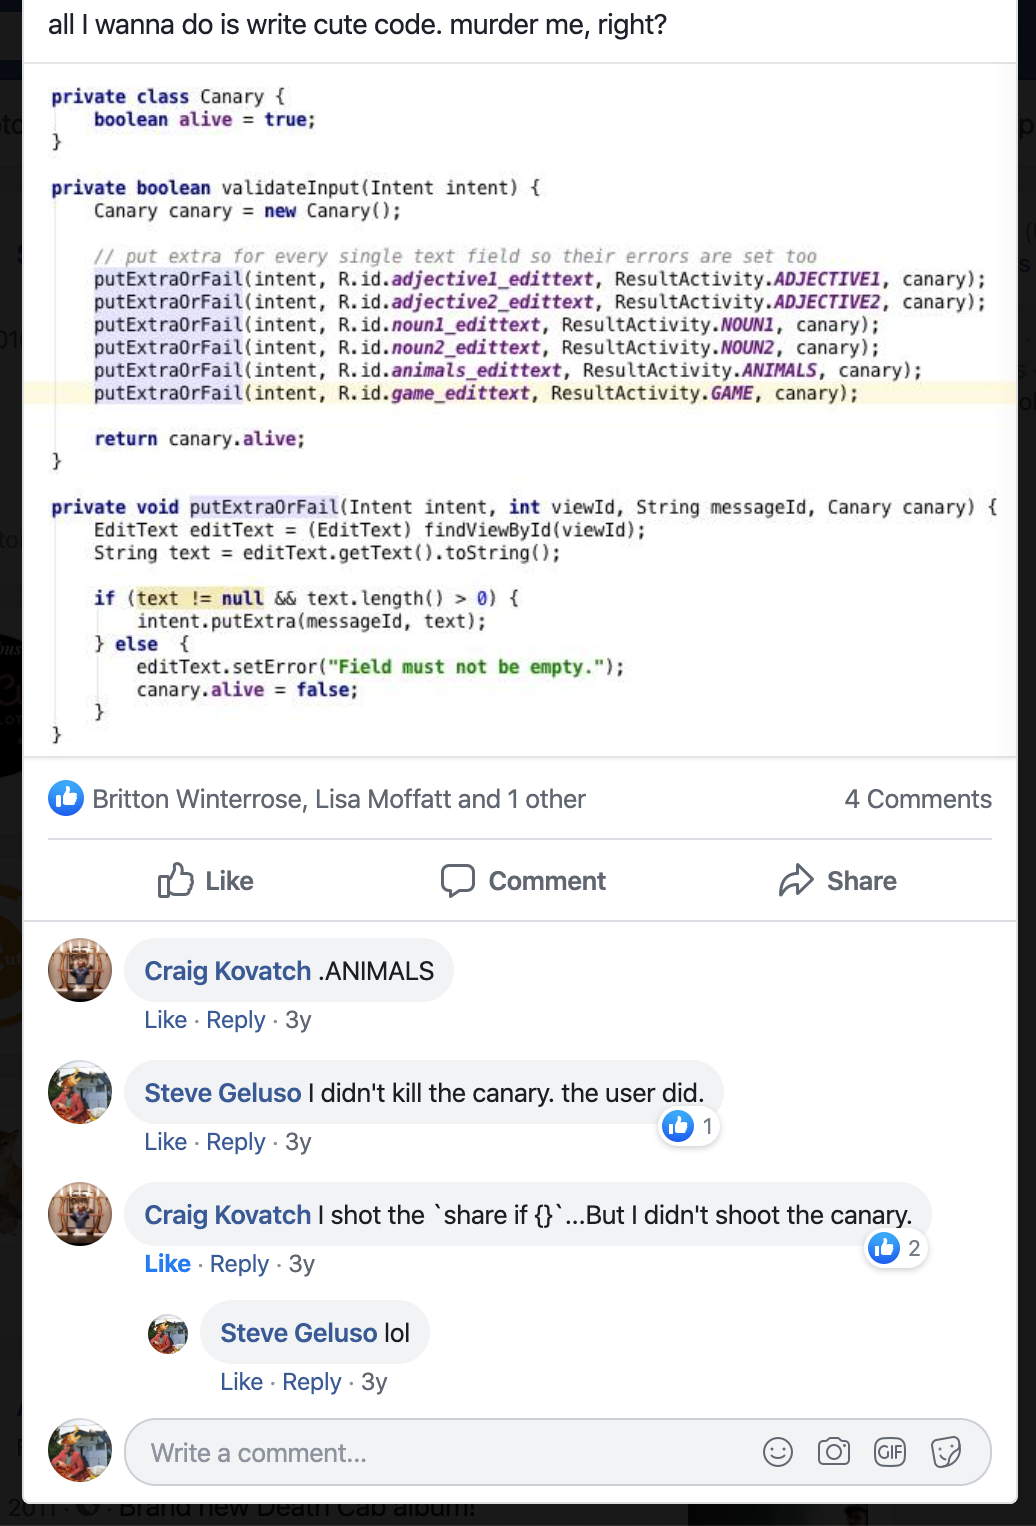 all I wanna do is write cute code. murder me, right?
private class Canary {
boolean alive = true;
}
private boolean validateInput(Intent intent) {
Canary canary = new Canary();
// put extra for every single text field so their errors are set too
putExtraOrFail(intent, R.id.adjective1_edittext, ResultActivity.ADJECTIVE1, canary);
putExtraOrFail(intent, R.id.adjective2_edittext, ResultActivity.ADJECTIVE2, canary);
putExtraOrFail(intent, R.id.noun1_edittext, ResultActivity.NOUN1, canary);
putExtraOrFail(intent, R.id.noun2_edittext, ResultActivity.NOUN2, canary);
putExtraOrFail(intent, R.id.animals_edittext, ResultActivity.ANIMALS, canary);
putExtraOrFail(intent, R.id.game_edittext, ResultActivity.GAME, canary);
return canary.alive;
}
private void putExtraOrFail(Intent intent, int viewId, String messageId, Canary canary) {
EditText editText = (EditText) findViewById(viewId);
String text = editText.getText().toString();
if (text != null && text.length() > 0) {
intent.putExtra(messageId, text);
} else {
editText.setError("Field must not be empty.");
canary.alive = false;
}
}
Britton Winterrose, Lisa Moffatt and 1 other 4 Comments
Like Comment Share
Craig Kovatch .ANIMALS
Like · Reply · 3y
Steve Geluso I didn't kill the canary. the user did.
1
Like · Reply · 3y
Craig Kovatch I shot the `share if {}`...But I didn't shoot the canary.
2
Like · Reply · 3y
Steve Geluso lol
Like · Reply · 3y
Write a comment...
GIF
2011 · Brand new Death Cab album!